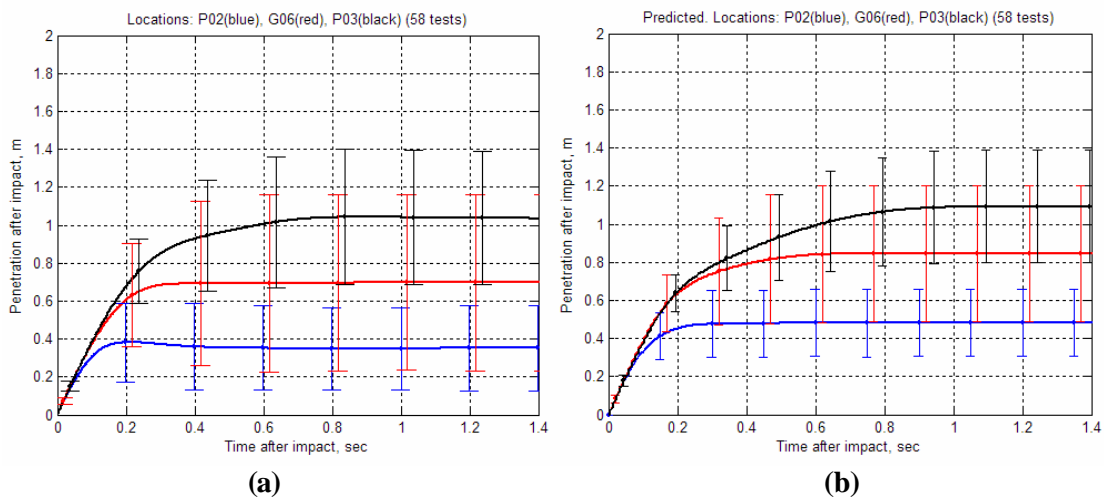 Locations: P02(blue), G06(red), P03(black) (58 tests)
2
1.8
1.6
1.4
1.2
1
0.8
0.6
0.4
0.2
0
Penetration after impact, m
0 0.2 0.4 0.6 0.8 1 1.2 1.4
Time after impact, sec
(a)
Predicted. Locations: P02(blue), G06(red), P03(black) (58 tests)
2
1.8
1.6
1.4
1.2
1
0.8
0.6
0.4
0.2
0
Penetration after impact, m
0 0.2 0.4 0.6 0.8 1 1.2 1.4
Time after impact, sec
(b)